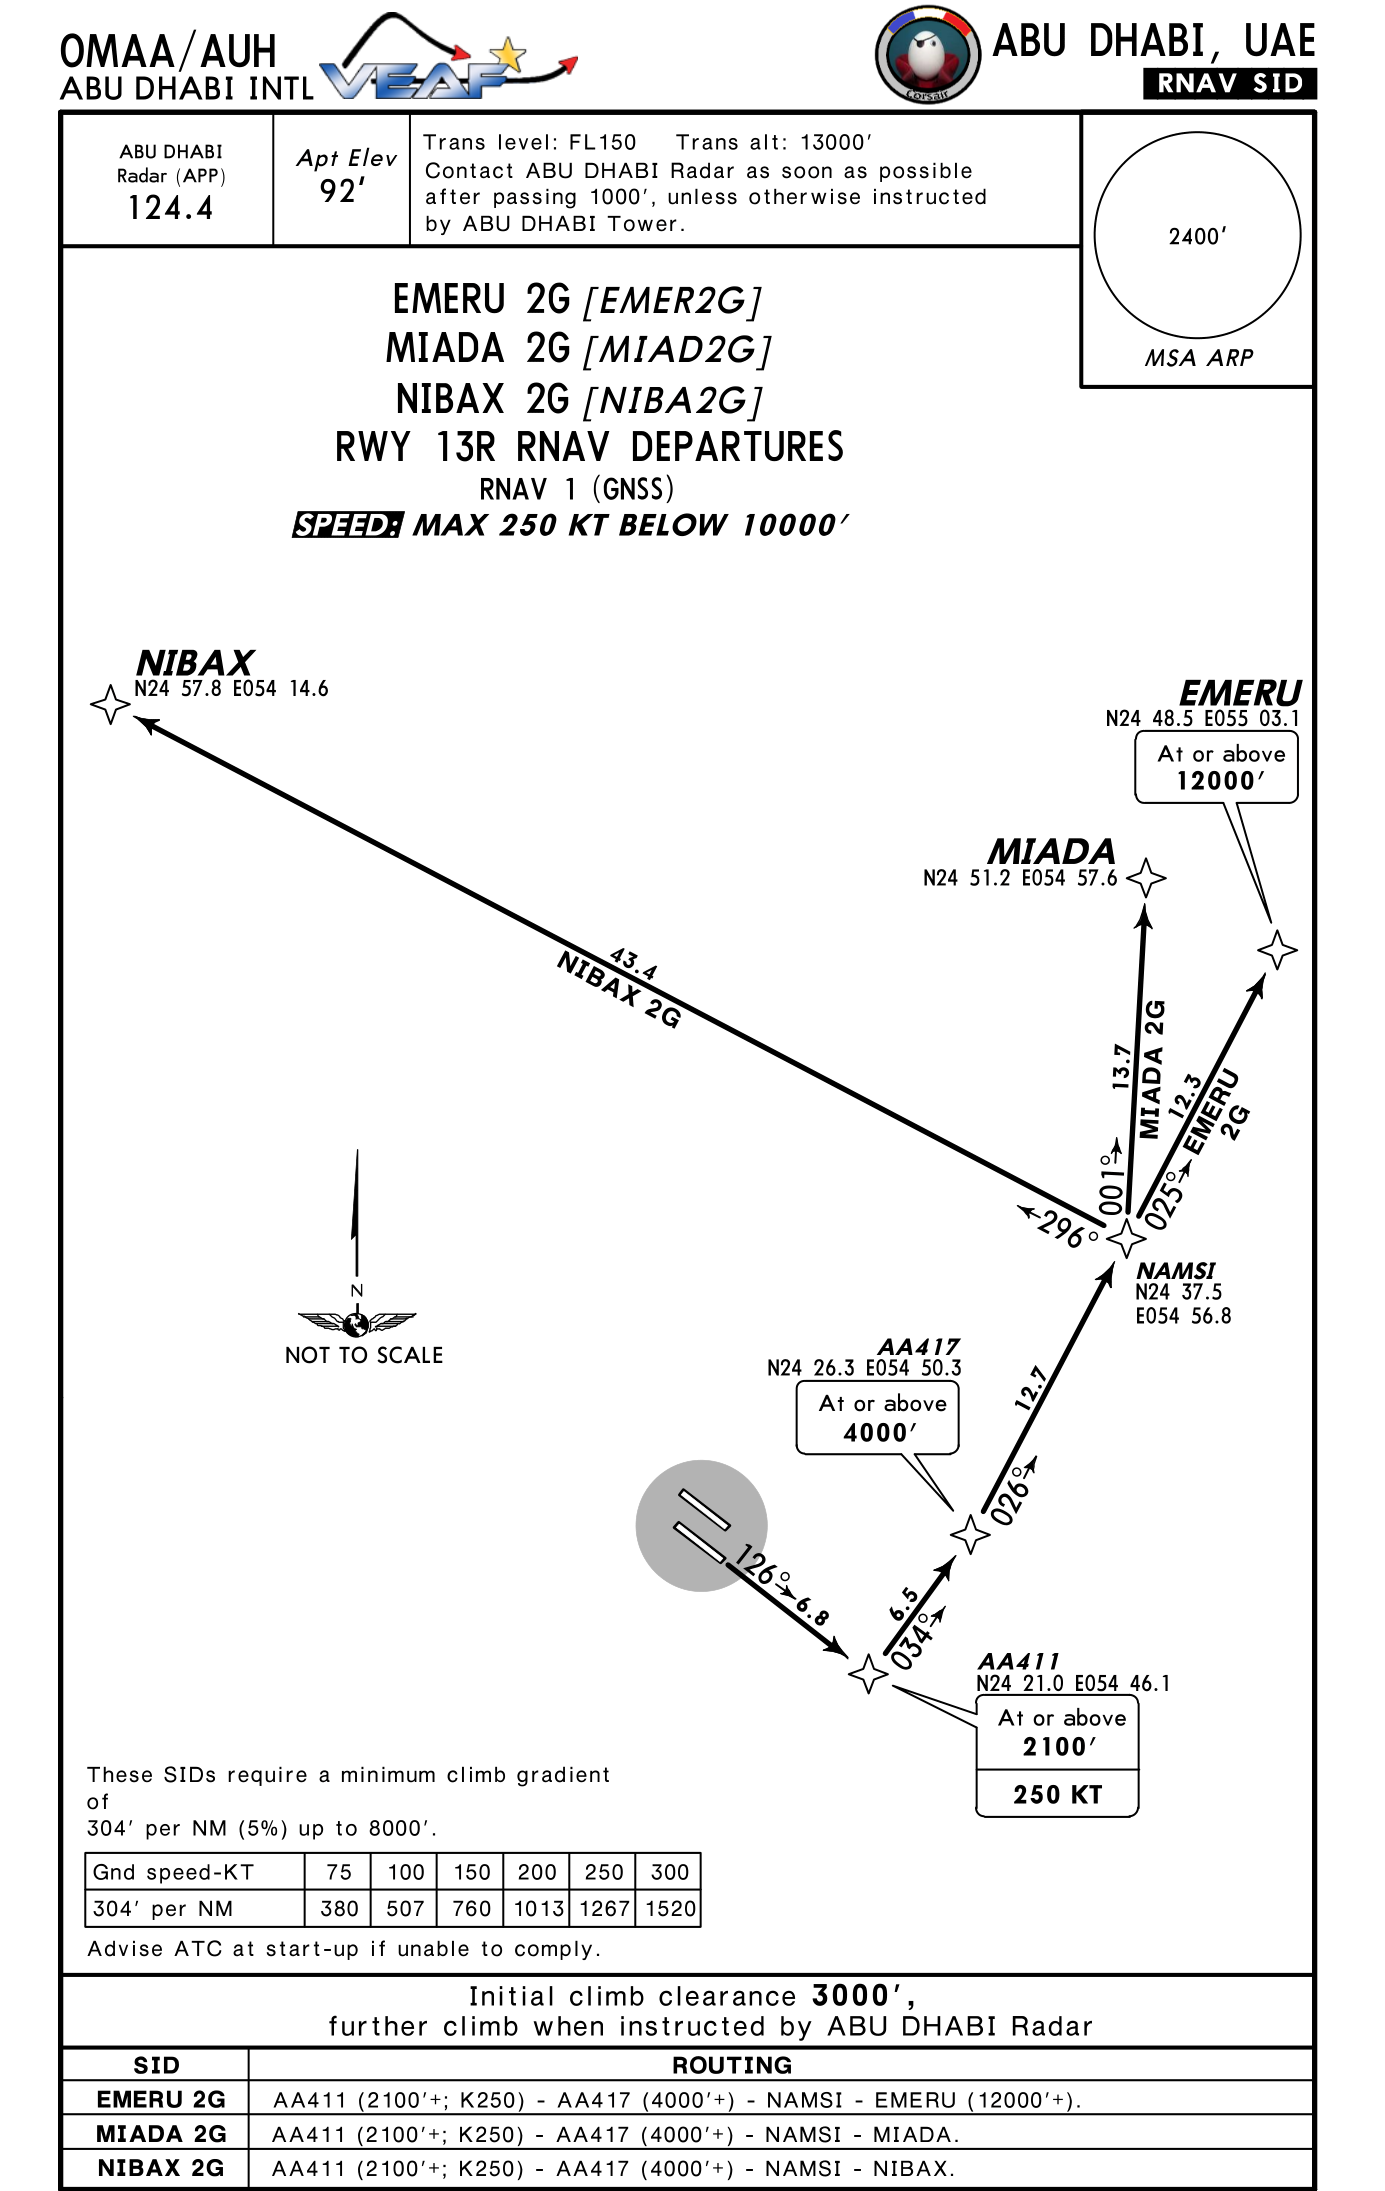 OMAA/AUH
ABU DHABI INTL
VEAF
Corsair
ABU DHABI, UAE
RNAV SID
ABU DHABI
Radar (APP)
124.4
Apt Elev
92'
Trans level: FL150 Trans alt: 13000'
Contact ABU DHABI Radar as soon as possible
after passing 1000', unless otherwise instructed
by ABU DHABI Tower.
2400'
MSA ARP
EMERU 2G [EMER2G]
MIADA 2G [MIAD2G]
NIBAX 2G [NIBA2G]
RWY 13R RNAV DEPARTURES
RNAV 1 (GNSS)
SPEED: MAX 250 KT BELOW 10000'
NIBAX
N24 57.8 E054 14.6
EMERU
N24 48.5 E055 03.1
At or above
12000'
MIADA
N24 51.2 E054 57.6
43.4
NIBAX 2G
13.7
MIADA 2G
12.3
EMERU
2G
001°
025°
296°
NAMSI
N24 37.5
E054 56.8
N
NOT TO SCALE
AA417
N24 26.3 E054 50.3
At or above
4000'
12.7
026°
126°
6.8
6.5
034°
AA411
N24 21.0 E054 46.1
At or above
2100'
250 KT
These SIDs require a minimum climb gradient
of
304' per NM (5%) up to 8000'.
Gnd speed-KT 75 100 150 200 250 300
304' per NM 380 507 760 1013 1267 1520
Advise ATC at start-up if unable to comply.
Initial climb clearance 3000',
further climb when instructed by ABU DHABI Radar
SID ROUTING
EMERU 2G AA411 (2100'+; K250) - AA417 (4000'+) - NAMSI - EMERU (12000'+).
MIADA 2G AA411 (2100'+; K250) - AA417 (4000'+) - NAMSI - MIADA.
NIBAX 2G AA411 (2100'+; K250) - AA417 (4000'+) - NAMSI - NIBAX.